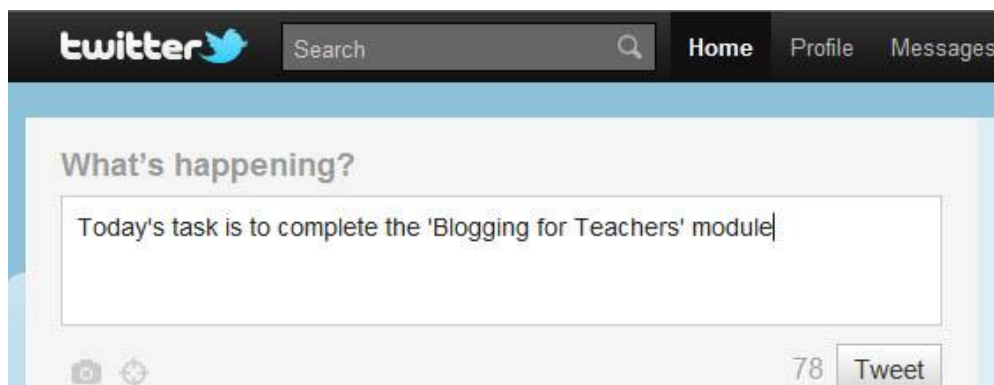 twitter Search Home Profile Messages
What's happening?
Today's task is to complete the 'Blogging for Teachers' module
78 Tweet